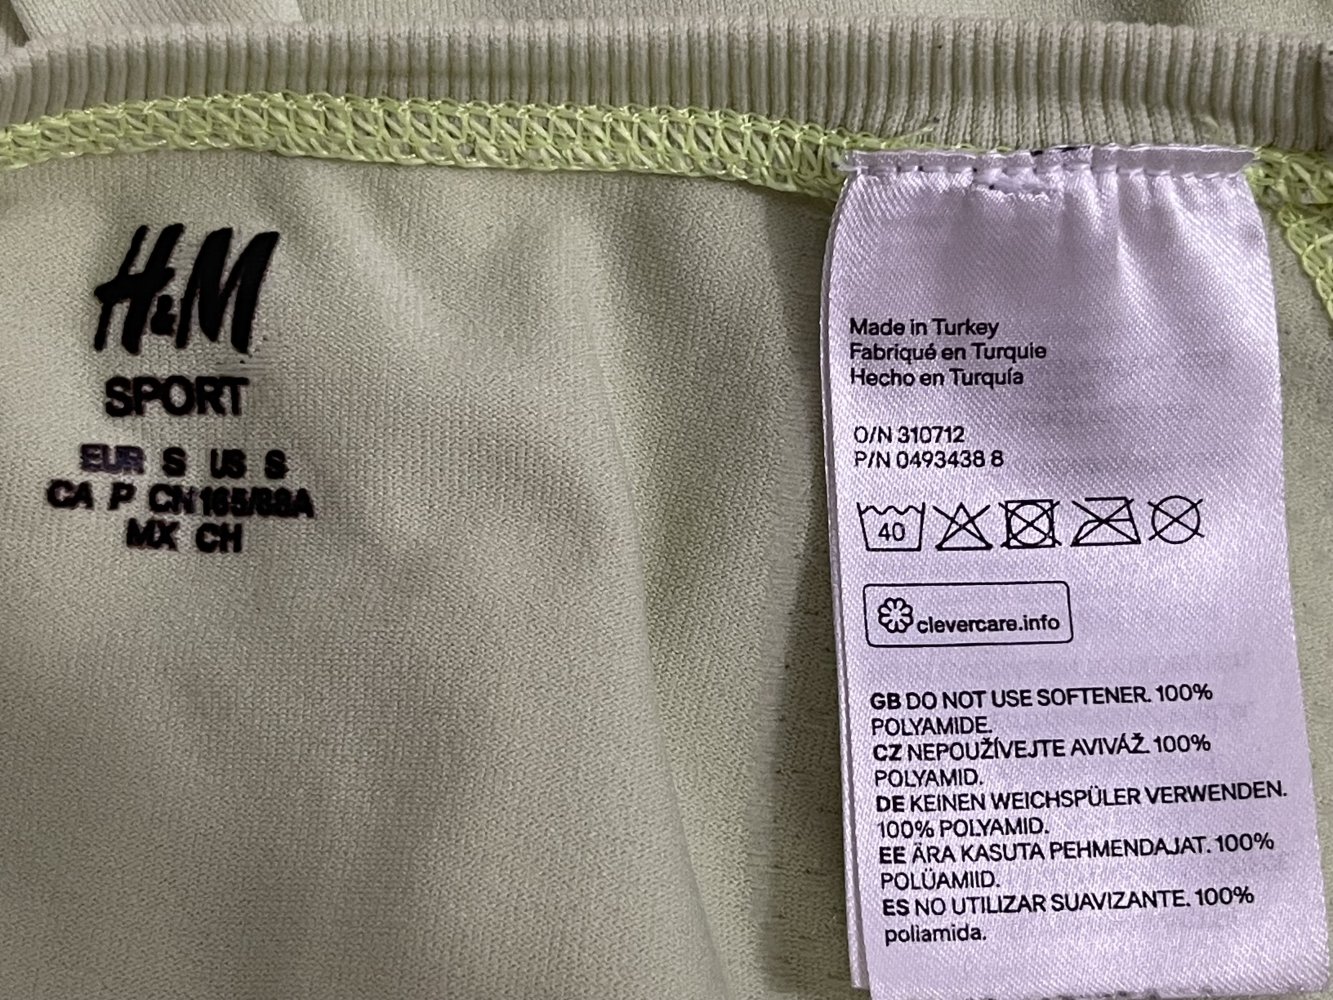 H&M
SPORT
EUR S US S
CA P CN 165/88A
MX CH
Made in Turkey
Fabriqué en Turquie
Hecho en Turquía
O/N 310712
P/N 0493438 8
40
clevercare.info
GB DO NOT USE SOFTENER. 100%
POLYAMIDE.
CZ NEPOUŽÍVEJTE AVIVÁŽ. 100%
POLYAMID.
DE KEINEN WEICHSPÜLER VERWENDEN.
100% POLYAMID.
EE ÄRA KASUTA PEHMENDAJAT. 100%
POLÜAMIID.
ES NO UTILIZAR SUAVIZANTE. 100%
poliamida.